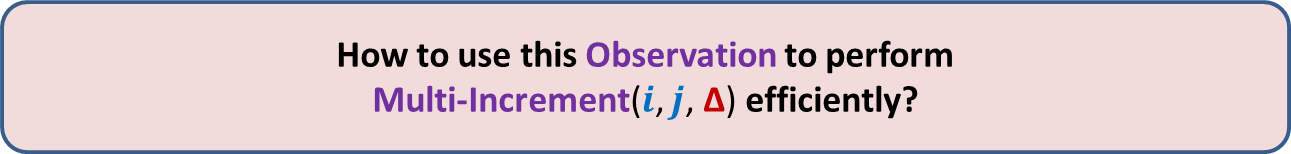 How to use this Observation to perform
Multi-Increment(i, j, Δ) efficiently?